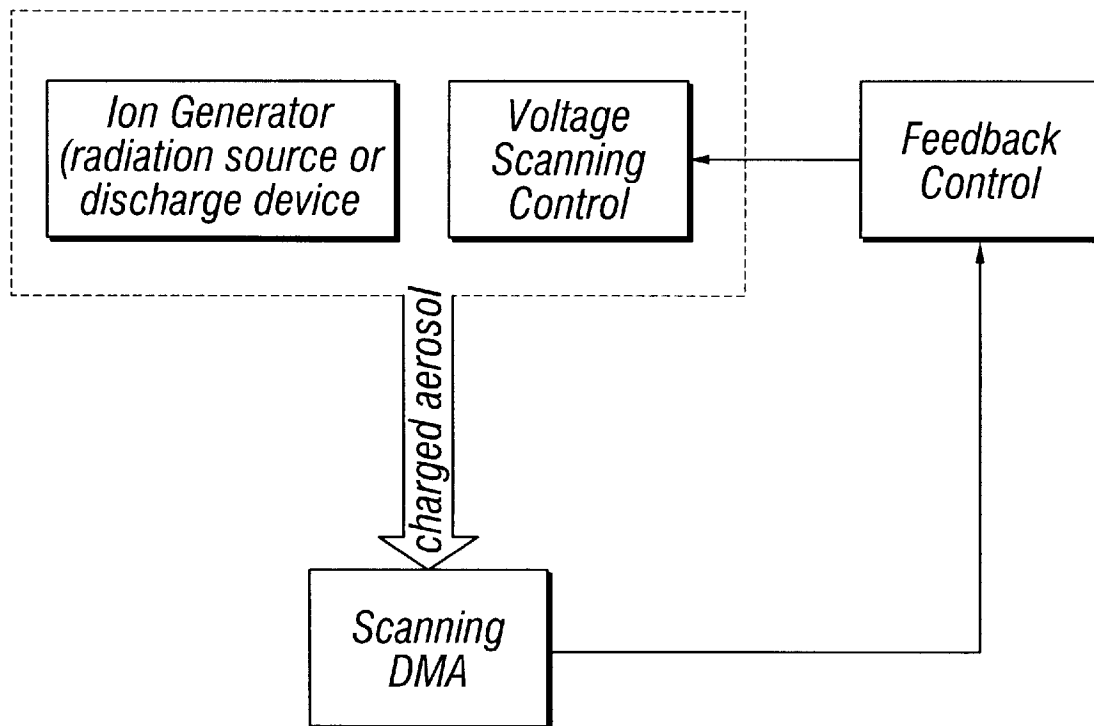 Ion Generator
(radiation source or
discharge device
Voltage
Scanning
Control
Feedback
Control
charged aerosol
Scanning
DMA